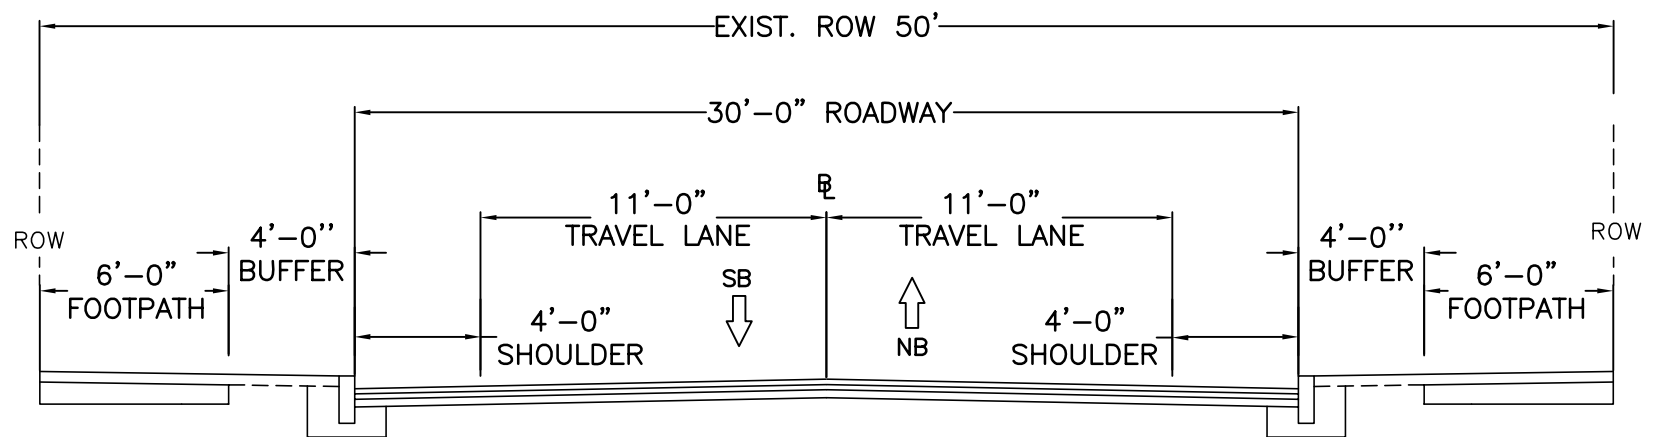 EXIST. ROW 50'
30'-0" ROADWAY
BL
11'-0"
TRAVEL LANE
11'-0"
TRAVEL LANE
ROW
4'-0''
BUFFER
6'-0"
FOOTPATH
SB
4'-0"
SHOULDER
NB
4'-0"
SHOULDER
4'-0''
BUFFER
6'-0"
FOOTPATH
ROW